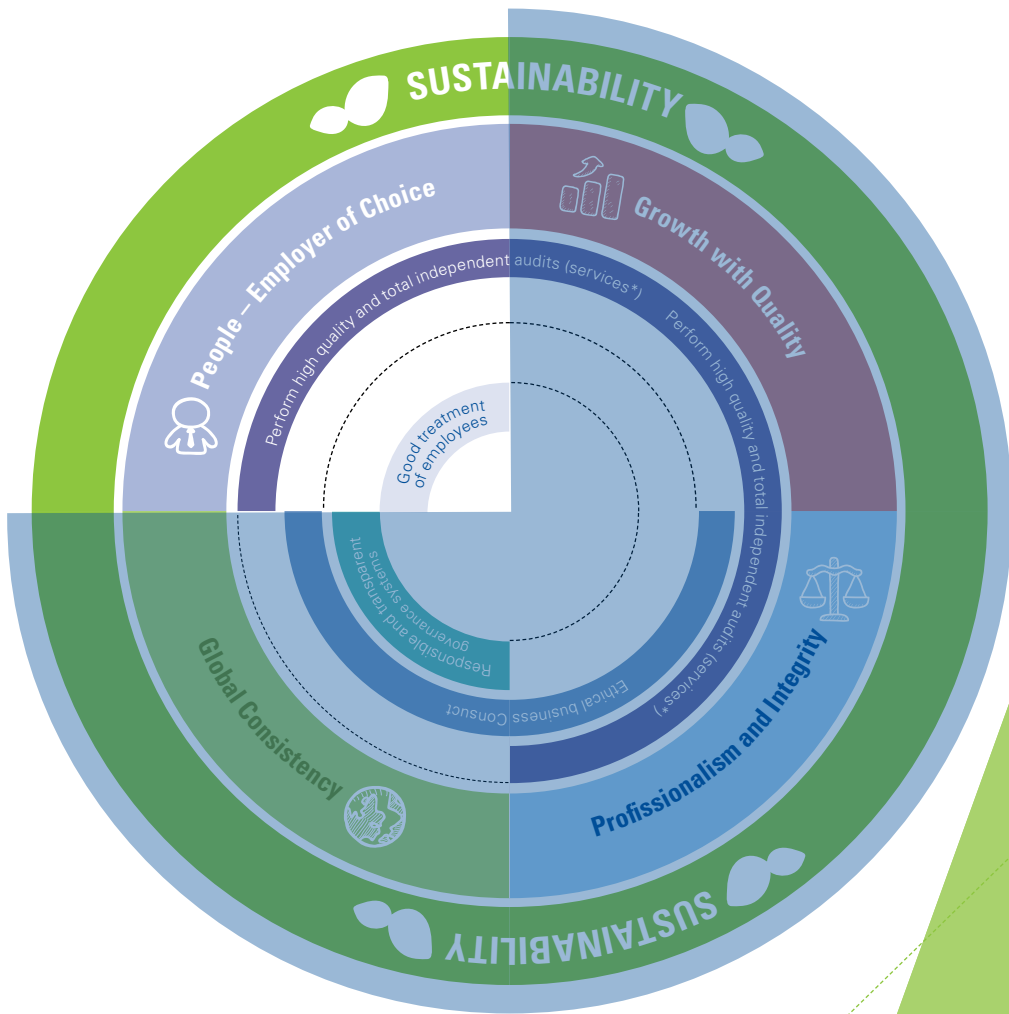 SUSTAINABILITY
People – Employer of Choice
Growth with Quality
Perform high quality and total independent audits (services*)
Perform high quality and total independent audits (services*)
Good treatment
of employees
Responsible and transparent
governance systems
Ethical business Consuct
Global Consistency
Profissionalism and Integrity
SUSTAINABILITY